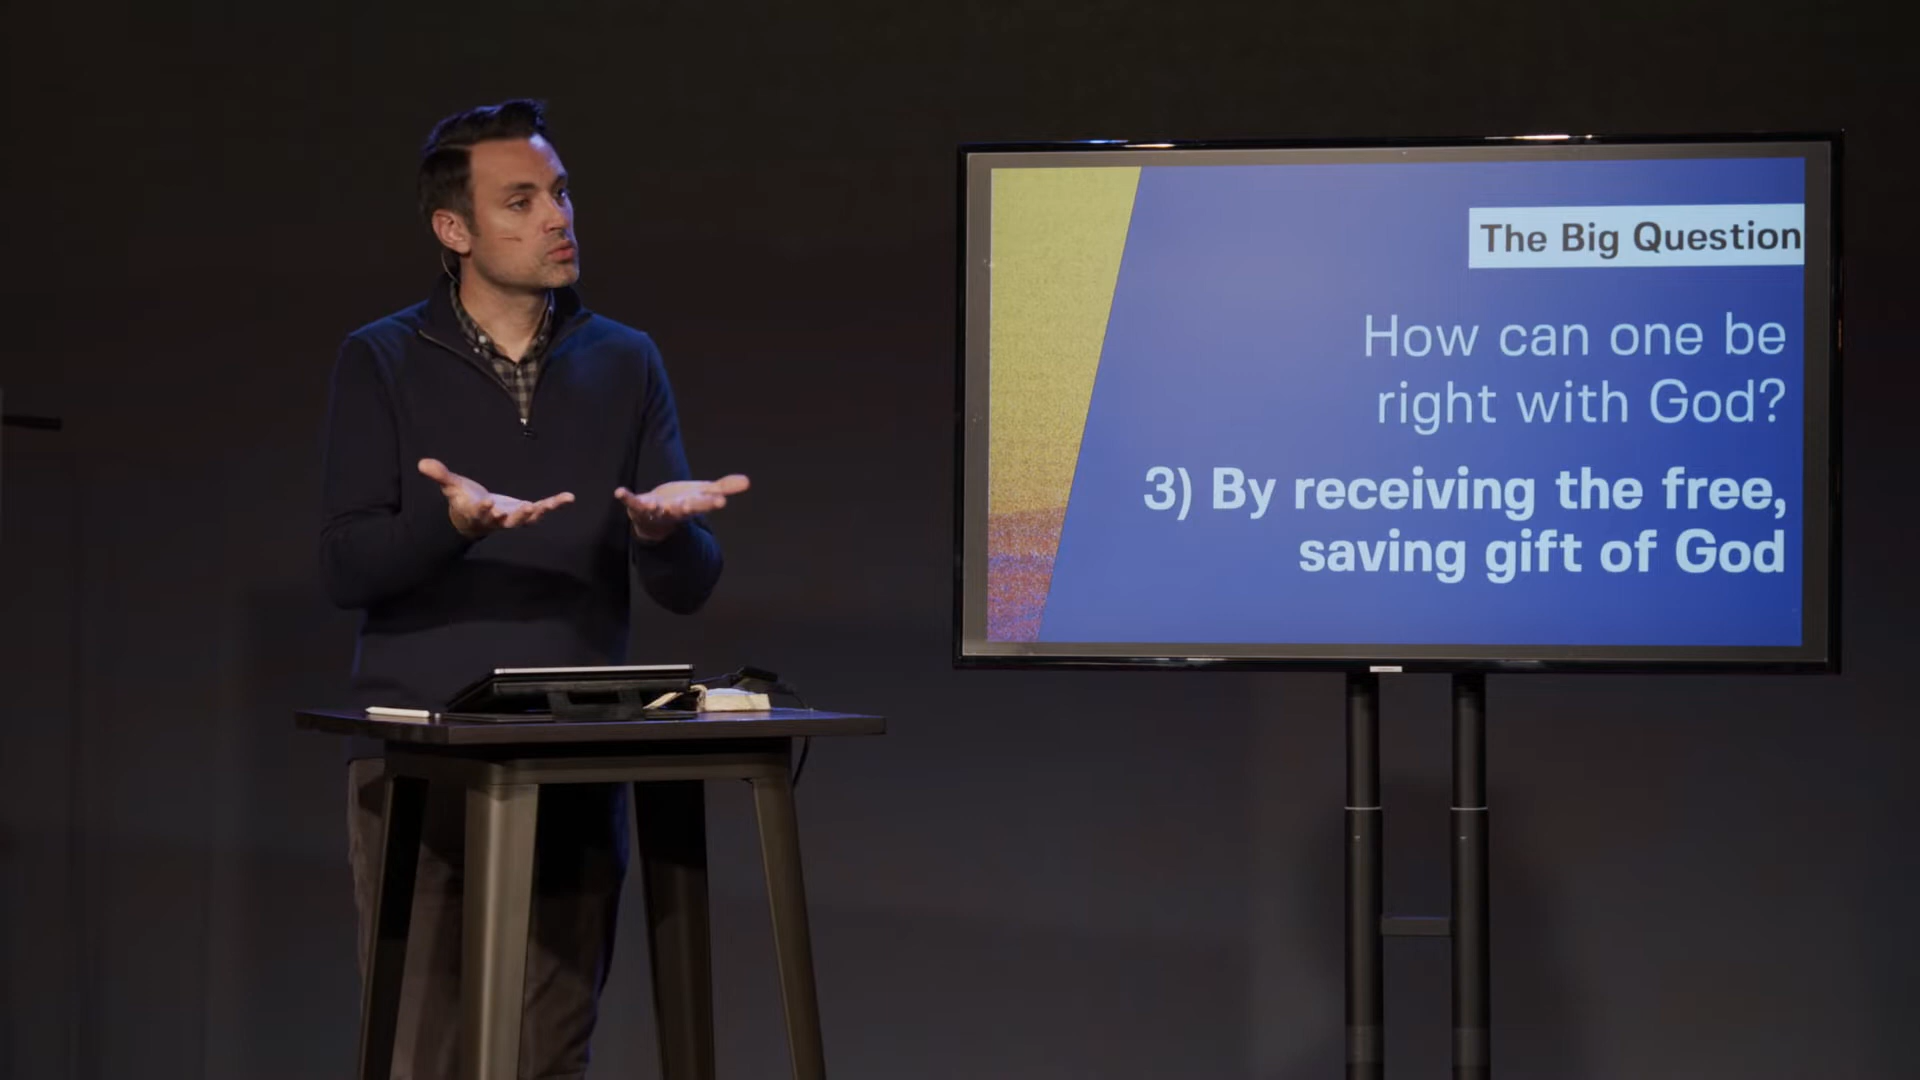 The Big Question
How can one be
right with God?
3) By receiving the free,
saving gift of God